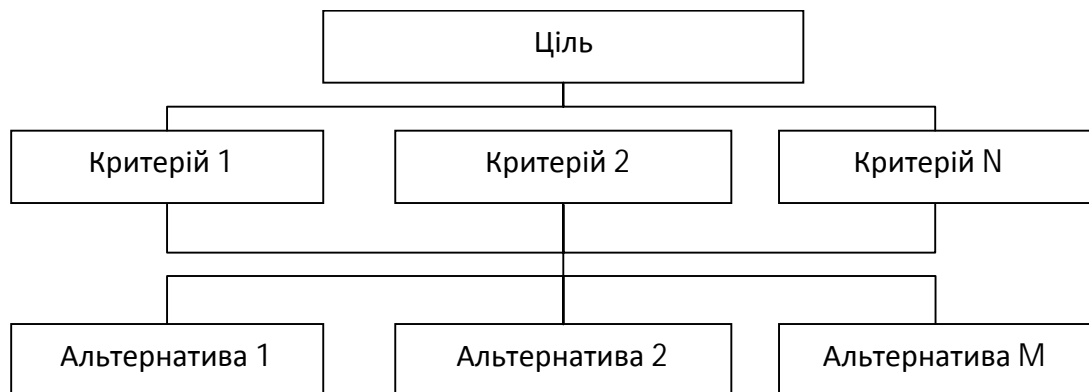 Ціль
Критерій 1
Критерій 2
Критерій N
Альтернатива 1
Альтернатива 2
Альтернатива M